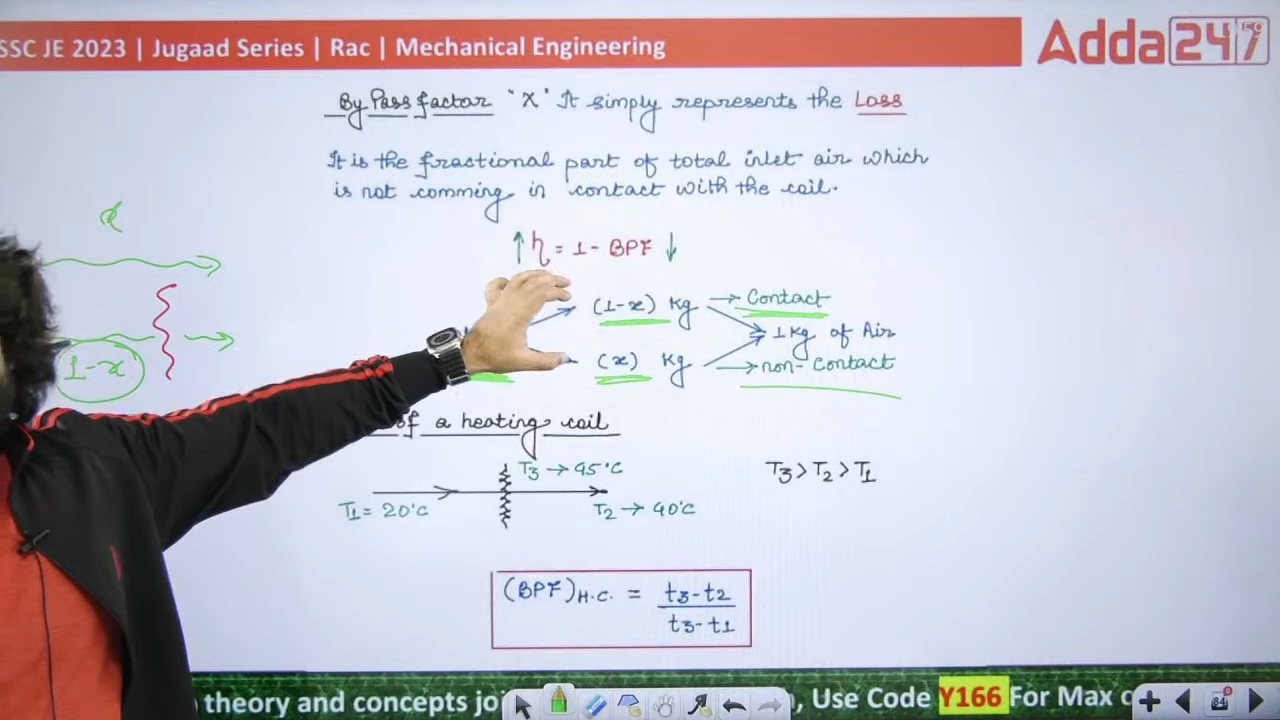 SSC JE 2023 | Jugaad Series | Rac | Mechanical Engineering
Adda 247
By Pass factor "X" It simply represents the Loss
It is the fractional part of total inlet air which
is not comming in contact with the coil.
x
↑ η = 1 - BPF ↓
(1-x) Kg → Contact
1 Kg of Air
(x) Kg → non-Contact
1-x
of a heating coil
T3 → 45°C
T3 > T2 > T1
T1 = 20°C
T2 → 40°C
(BPF)H.C. = t3-t2
t3-t1
theory and concepts
Use Code Y166 For Max
84